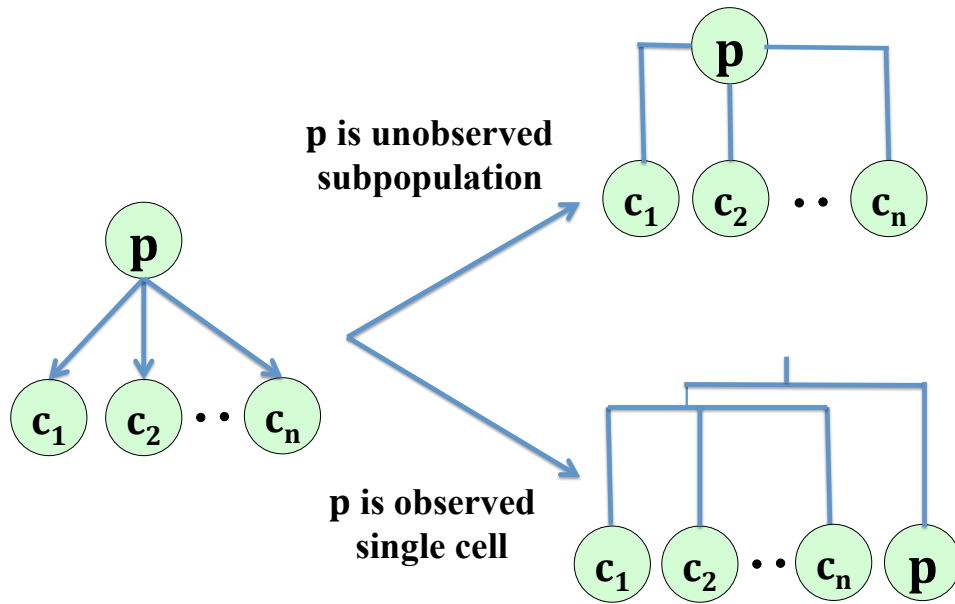 p
p is unobserved
subpopulation
c₁ c₂ •• cₙ
p
c₁ c₂ •• cₙ
p is observed
single cell
c₁ c₂ •• cₙ p